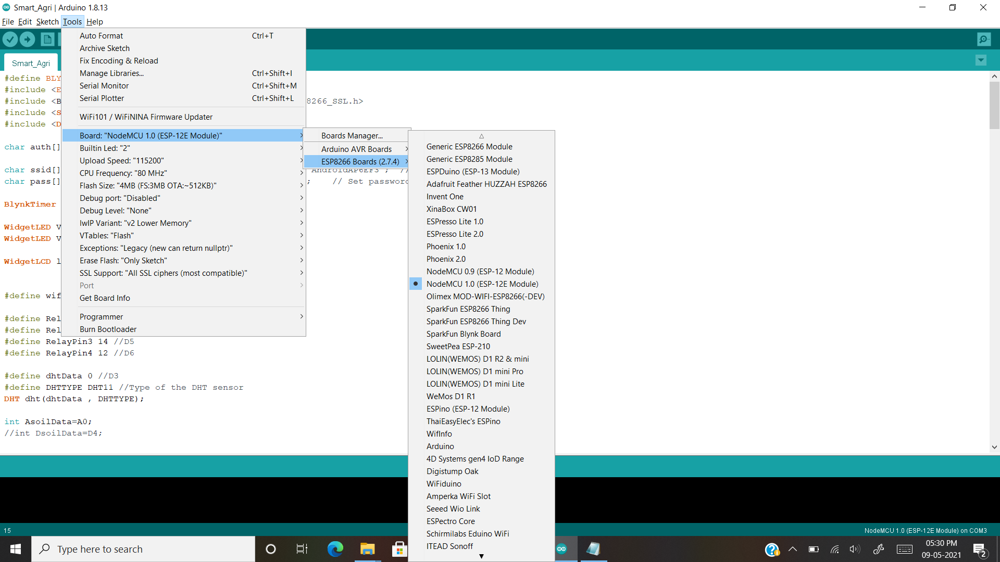 Smart_Agri | Arduino 1.8.13
File Edit Sketch Tools Help
Smart_Agri
Auto Format Ctrl+T
Archive Sketch
Fix Encoding & Reload
Manage Libraries... Ctrl+Shift+I
Serial Monitor Ctrl+Shift+M
Serial Plotter Ctrl+Shift+L
WiFi101 / WiFiNINA Firmware Updater
Board: "NodeMCU 1.0 (ESP-12E Module)"
Builtin Led: "2"
Upload Speed: "115200"
CPU Frequency: "80 MHz"
Flash Size: "4MB (FS:3MB OTA:~512KB)"
Debug port: "Disabled"
Debug Level: "None"
lwIP Variant: "v2 Lower Memory"
VTables: "Flash"
Exceptions: "Legacy (new can return nullptr)"
Erase Flash: "Only Sketch"
SSL Support: "All SSL ciphers (most compatible)"
Port
Get Board Info
Programmer
Burn Bootloader
Boards Manager...
Arduino AVR Boards
ESP8266 Boards (2.7.4)
Generic ESP8266 Module
Generic ESP8285 Module
ESPDuino (ESP-13 Module)
Adafruit Feather HUZZAH ESP8266
Invent One
XinaBox CW01
ESPresso Lite 1.0
ESPresso Lite 2.0
Phoenix 1.0
Phoenix 2.0
NodeMCU 0.9 (ESP-12 Module)
NodeMCU 1.0 (ESP-12E Module)
Olimex MOD-WIFI-ESP8266(-DEV)
SparkFun ESP8266 Thing
SparkFun ESP8266 Thing Dev
SparkFun Blynk Board
SweetPea ESP-210
LOLIN(WEMOS) D1 R2 & mini
LOLIN(WEMOS) D1 mini Pro
LOLIN(WEMOS) D1 mini Lite
WeMos D1 R1
ESPino (ESP-12 Module)
ThaiEasyElec's ESPino
WifInfo
Arduino
4D Systems gen4 IoD Range
Digistump Oak
WiFiduino
Amperka WiFi Slot
Seeed Wio Link
ESPectro Core
Schirmilabs Eduino WiFi
ITEAD Sonoff
#define BLY
#include <E
#include <B 8266_SSL.h>
#include <S
#include <D
char auth[]
char ssid[] AndroidAP6EF3 ; //
char pass[] ; // Set password
BlynkTimer
WidgetLED V
WidgetLED V
WidgetLCD l
#define wif
#define Rel
#define Rel
#define RelayPin3 14 //D5
#define RelayPin4 12 //D6
#define dhtData 0 //D3
#define DHTTYPE DHT11 //Type of the DHT sensor
DHT dht(dhtData , DHTTYPE);
int AsoilData=A0;
//int DsoilData=D4;
15
NodeMCU 1.0 (ESP-12E Module) on COM3
Type here to search
05:30 PM
09-05-2021
2